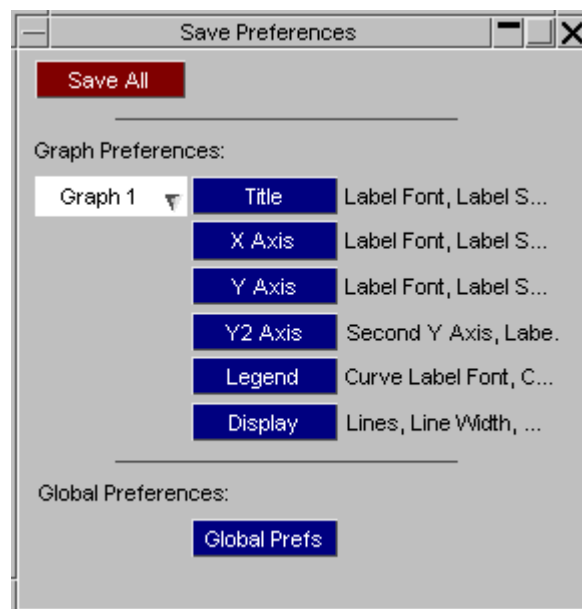 Save Preferences
Save All
Graph Preferences:
Graph 1 Title Label Font, Label S...
X Axis Label Font, Label S...
Y Axis Label Font, Label S...
Y2 Axis Second Y Axis, Labe.
Legend Curve Label Font, C...
Display Lines, Line Width, ...
Global Preferences:
Global Prefs